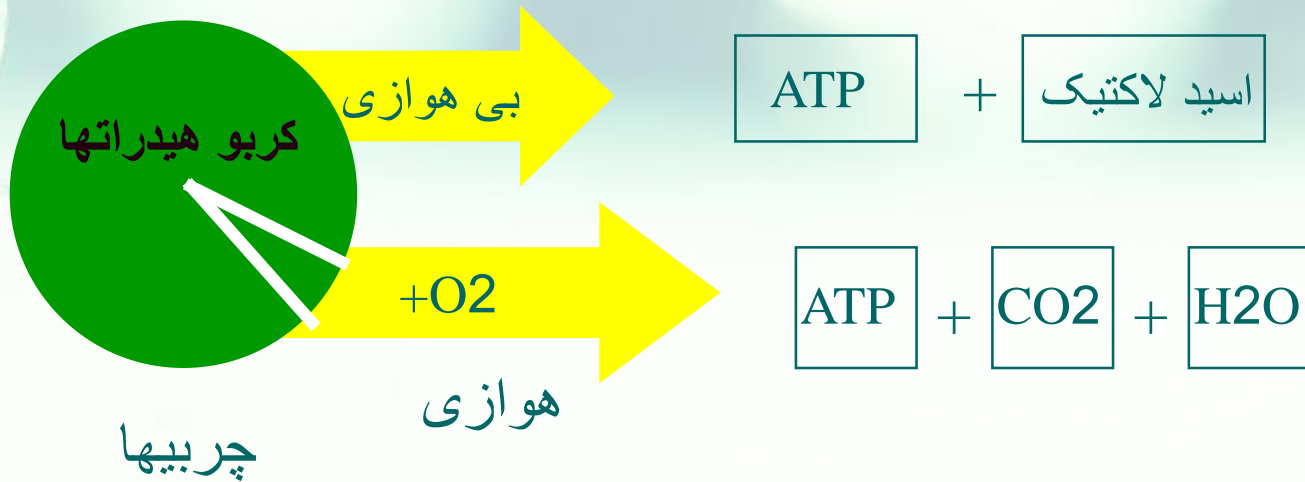 کربو هیدراتها
بی هوازی
ATP + اسید لاکتیک
+O2
ATP + CO2 + H2O
هوازی
چربیها